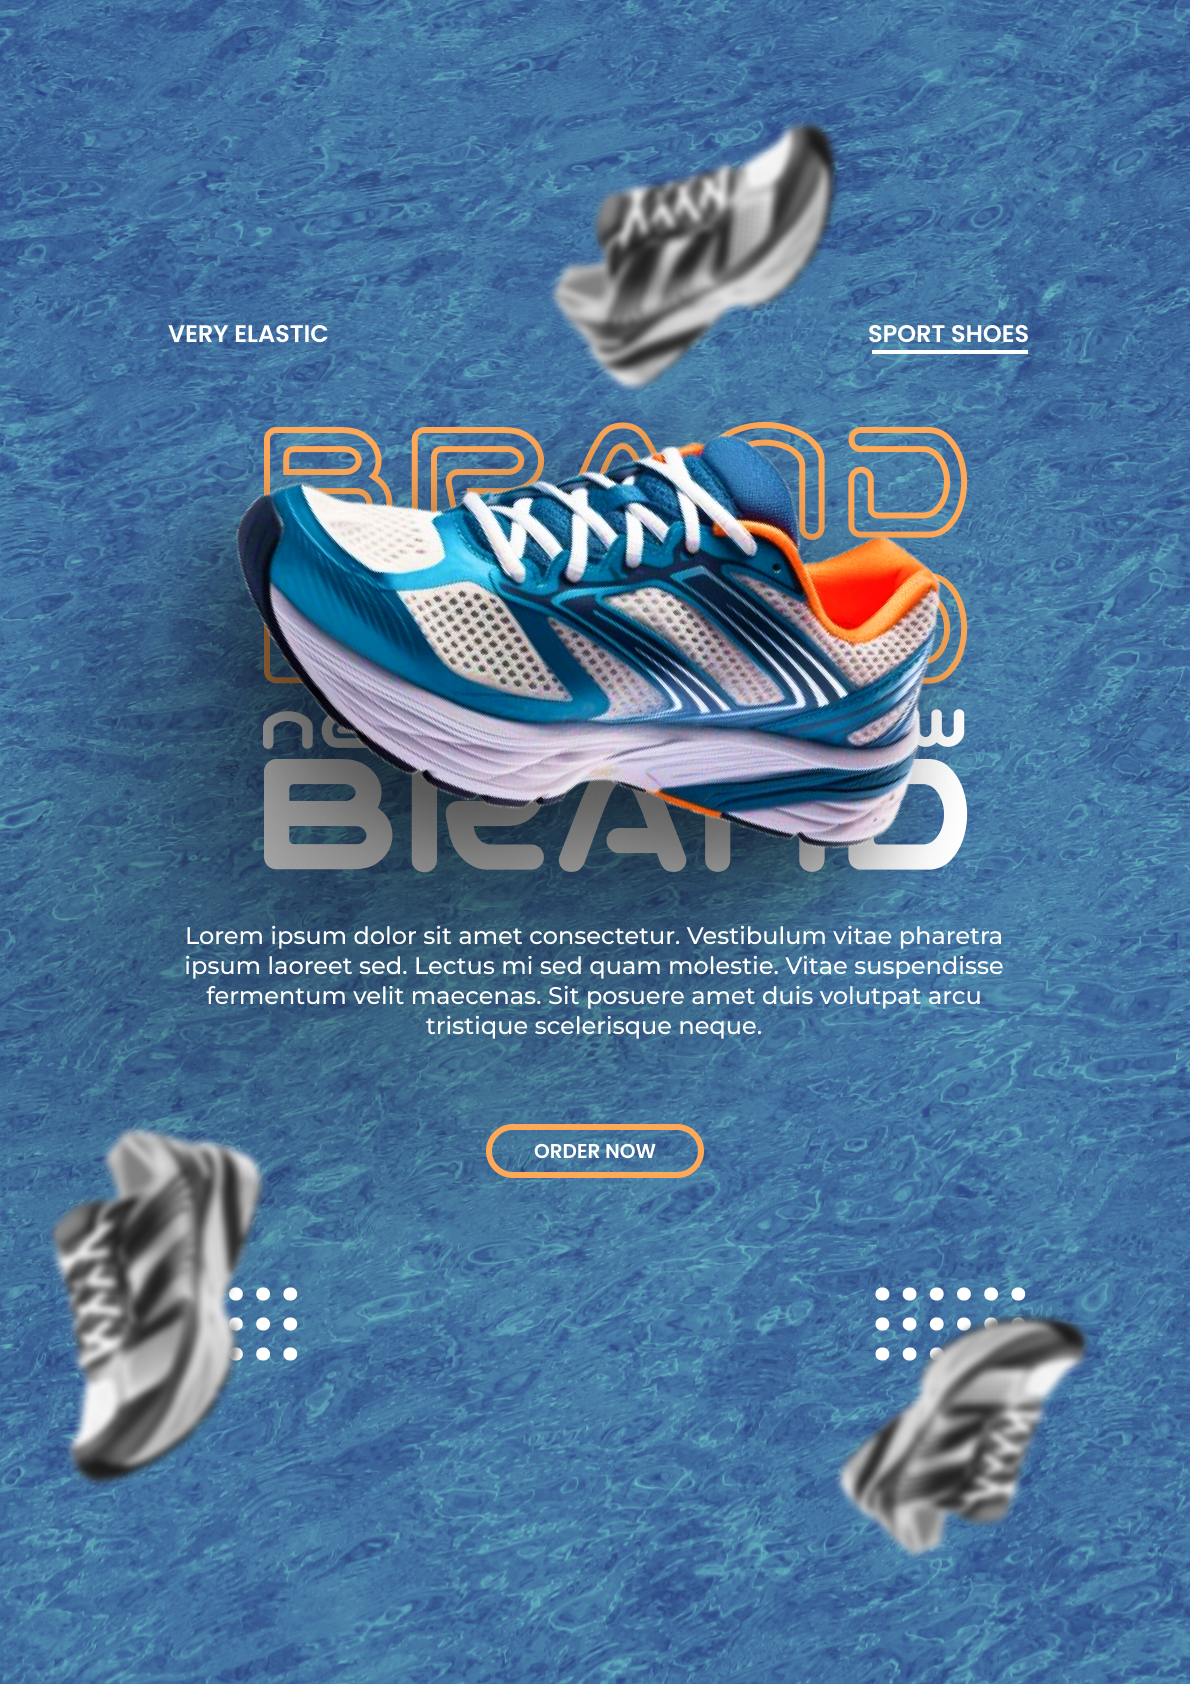 VERY ELASTIC
SPORT SHOES
BRAND
BRAND
Lorem ipsum dolor sit amet consectetur. Vestibulum vitae pharetra
ipsum laoreet sed. Lectus mi sed quam molestie. Vitae suspendisse
fermentum velit maecenas. Sit posuere amet duis volutpat arcu
tristique scelerisque neque.
ORDER NOW